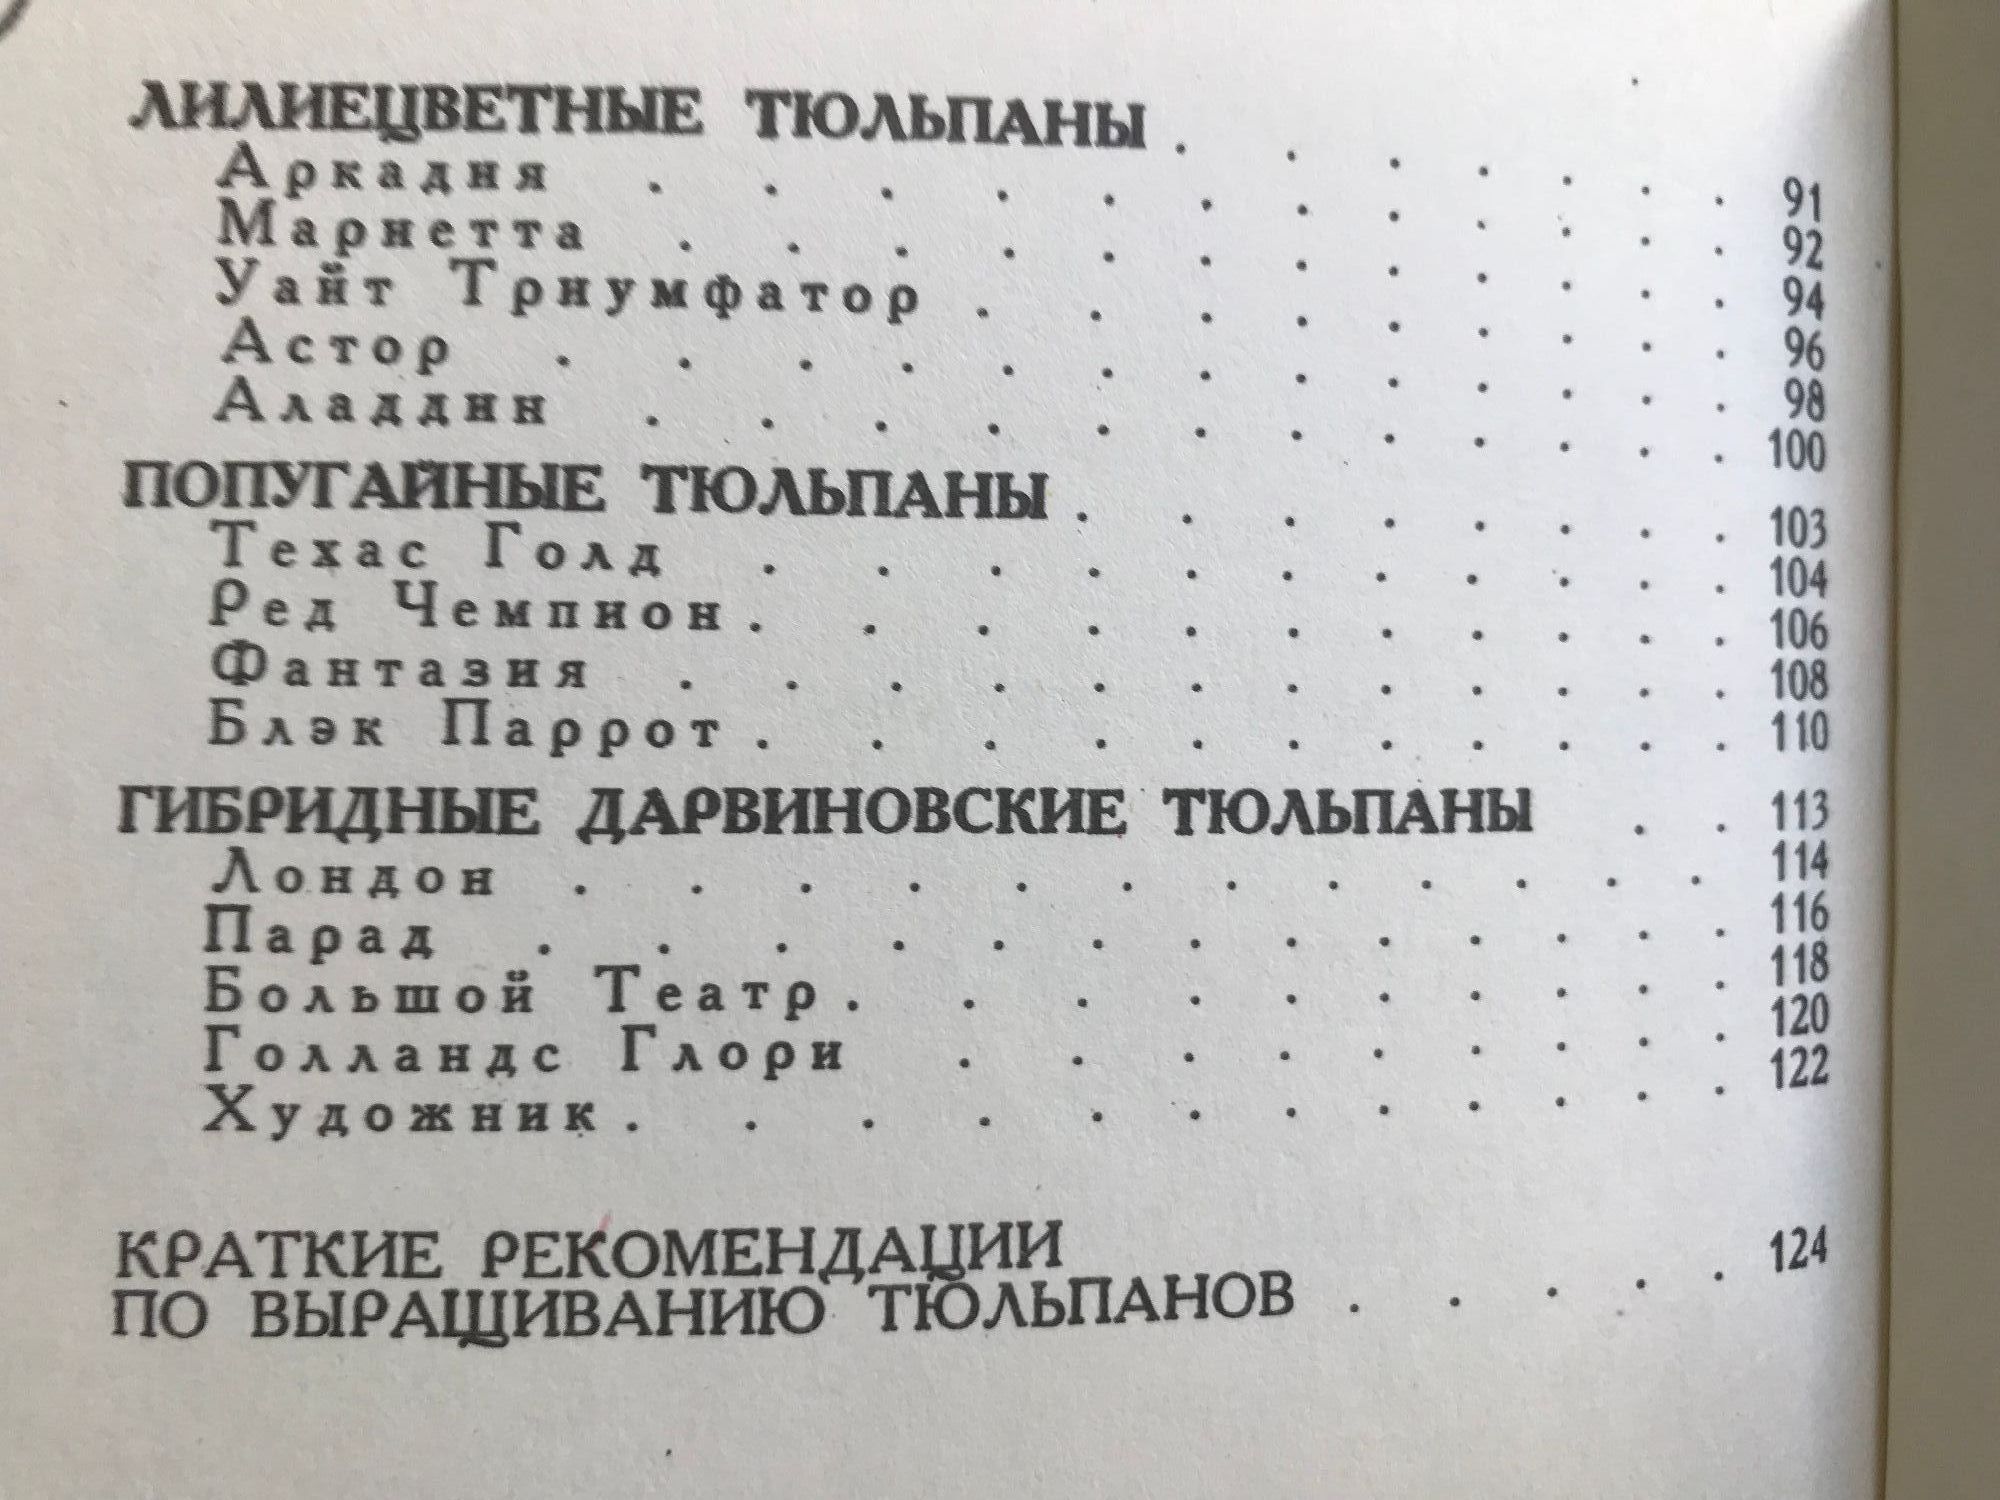 ЛИЛИЕЦВЕТНЫЕ ТЮЛЬПАНЫ . . . . . . . 91
Аркадия . . . . . . . . . . . 92
Мариетта . . . . . . . . . . . 94
Уайт Триумфатор . . . . . . . . 96
Астор . . . . . . . . . . . . 98
Аладдин . . . . . . . . . . . 100
ПОПУГАЙНЫЕ ТЮЛЬПАНЫ . . . . . . . 103
Техас Голд . . . . . . . . . . 104
Ред Чемпион . . . . . . . . . . 106
Фантазия . . . . . . . . . . . 108
Блэк Паррот . . . . . . . . . . 110
ГИБРИДНЫЕ ДАРВИНОВСКИЕ ТЮЛЬПАНЫ . . 113
Лондон . . . . . . . . . . . . 114
Парад . . . . . . . . . . . . 116
Большой Театр . . . . . . . . . 118
Голландс Глори . . . . . . . . 120
Художник . . . . . . . . . . . 122
КРАТКИЕ РЕКОМЕНДАЦИИ
ПО ВЫРАЩИВАНИЮ ТЮЛЬПАНОВ . . . . . 124